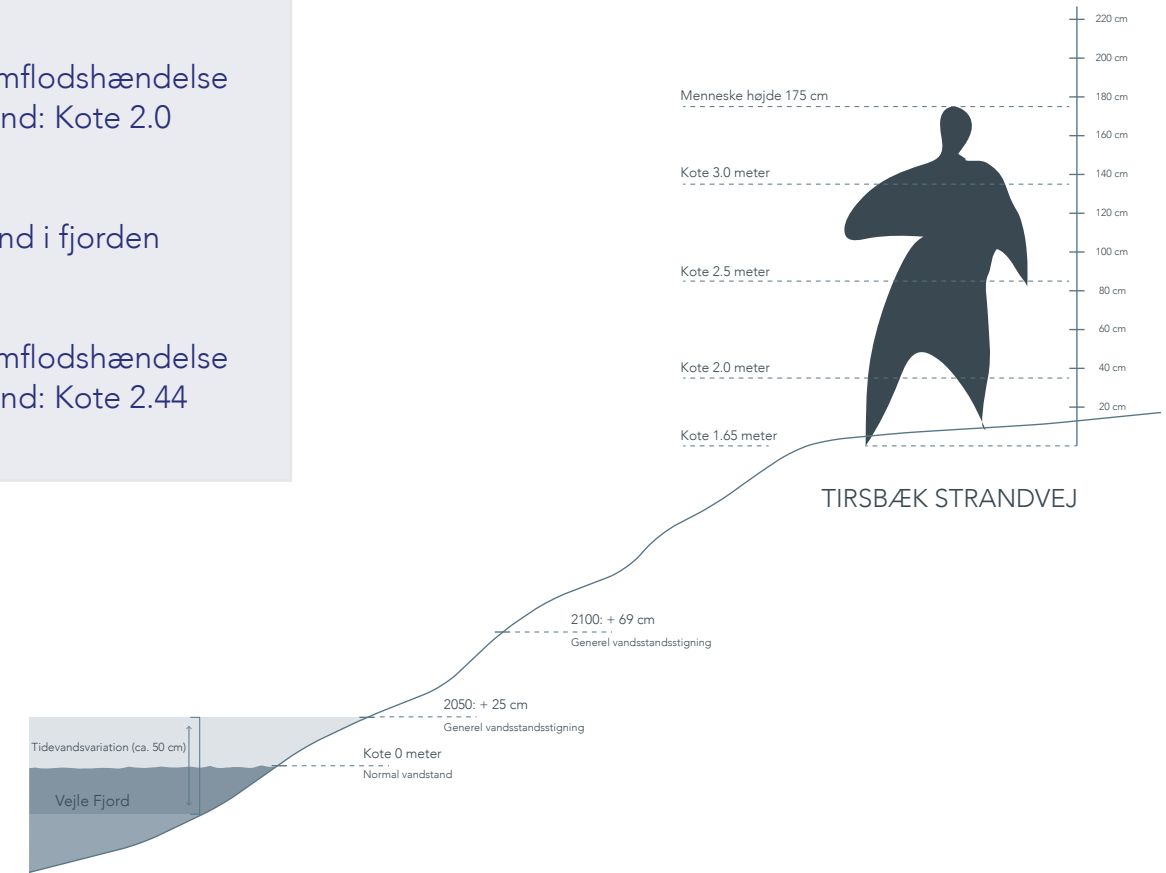 mflodshændelse
nd: Kote 2.0
nd i fjorden
mflodshændelse
nd: Kote 2.44
220 cm
200 cm
Menneske højde 175 cm
180 cm
160 cm
Kote 3.0 meter
140 cm
120 cm
100 cm
Kote 2.5 meter
80 cm
60 cm
Kote 2.0 meter
40 cm
20 cm
Kote 1.65 meter
TIRSBÆK STRANDVEJ
2100: + 69 cm
Generel vandsstandsstigning
2050: + 25 cm
Generel vandsstandsstigning
Tidevandsvariation (ca. 50 cm)
Kote 0 meter
Normal vandstand
Vejle Fjord